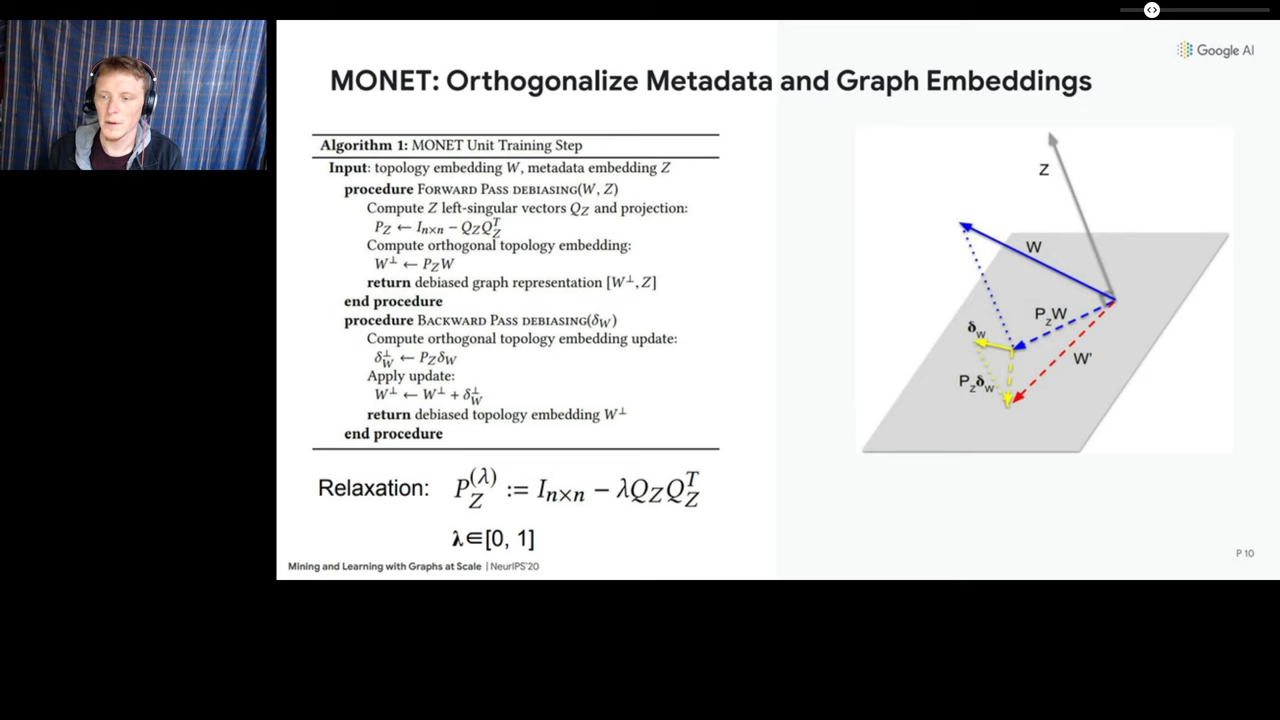 Google AI
MONET: Orthogonalize Metadata and Graph Embeddings
Algorithm 1: MONET Unit Training Step
Input: topology embedding W, metadata embedding Z
procedure FORWARD PASS DEBIASING(W, Z)
Compute Z left-singular vectors Q_Z and projection:
P_Z ← I_{n×n} − Q_Z Q_Z^T
Compute orthogonal topology embedding:
W^⊥ ← P_Z W
return debiased graph representation [W^⊥, Z]
end procedure
procedure BACKWARD PASS DEBIASING(δ_W)
Compute orthogonal topology embedding update:
δ_W^⊥ ← P_Z δ_W
Apply update:
W^⊥ ← W^⊥ + δ_W^⊥
return debiased topology embedding W^⊥
end procedure
Relaxation: P_Z^{(λ)} := I_{n×n} − λQ_Z Q_Z^T
λ∈[0, 1]
Z
W
P_z W
δ_w
W'
P_z δ_w
P 10
Mining and Learning with Graphs at Scale | NeurIPS'20